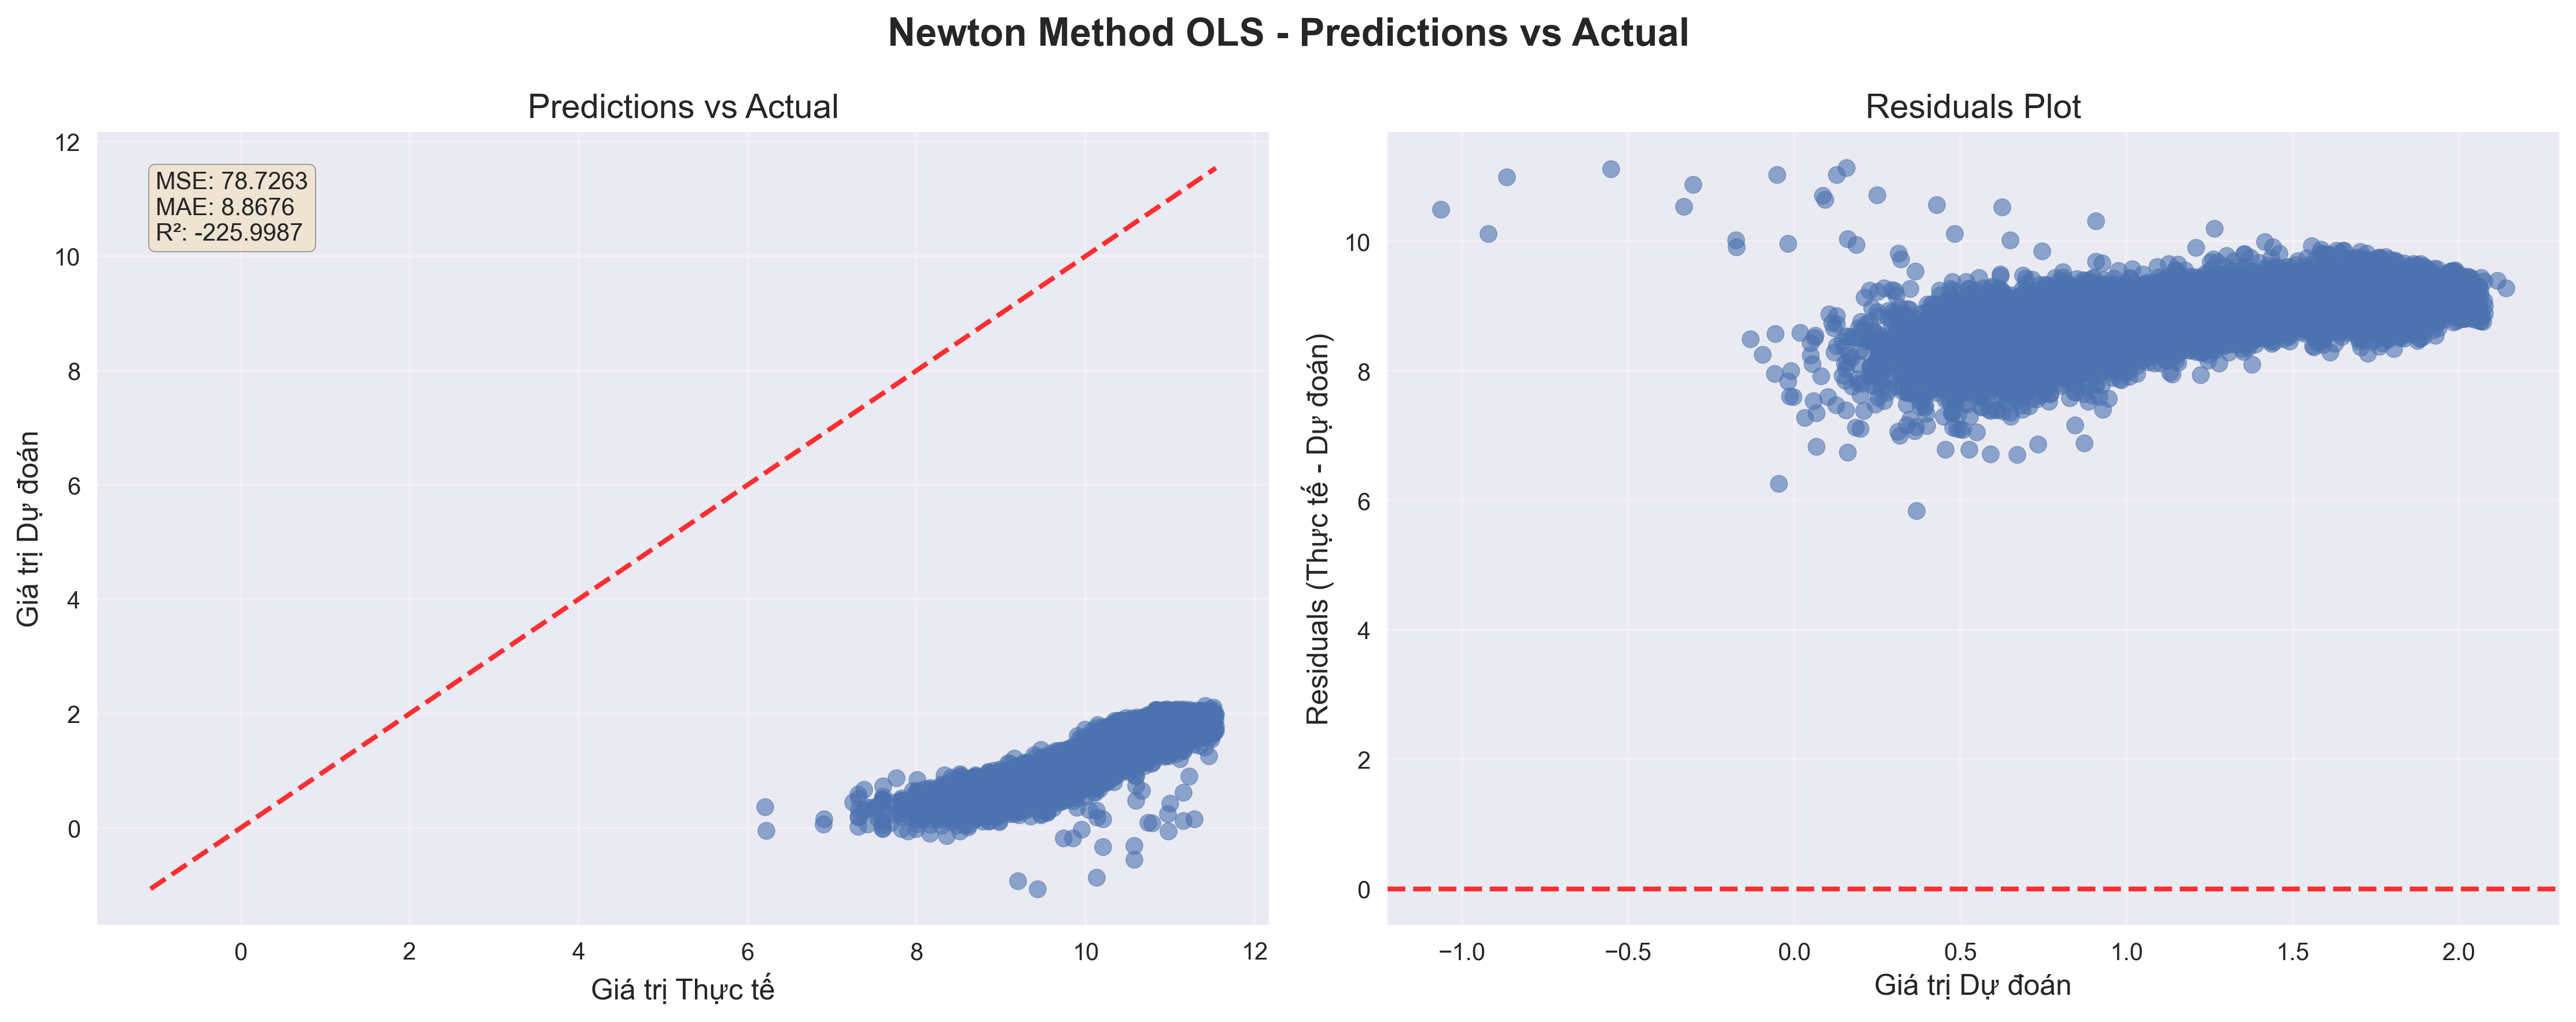 Newton Method OLS - Predictions vs Actual
Predictions vs Actual
MSE: 78.7263
MAE: 8.8676
R²: -225.9987
12
10
8
6
4
2
0
Giá trị Dự đoán
0 2 4 6 8 10 12
Giá trị Thực tế
Residuals Plot
10
8
6
4
2
0
Residuals (Thực tế - Dự đoán)
−1.0 −0.5 0.0 0.5 1.0 1.5 2.0
Giá trị Dự đoán